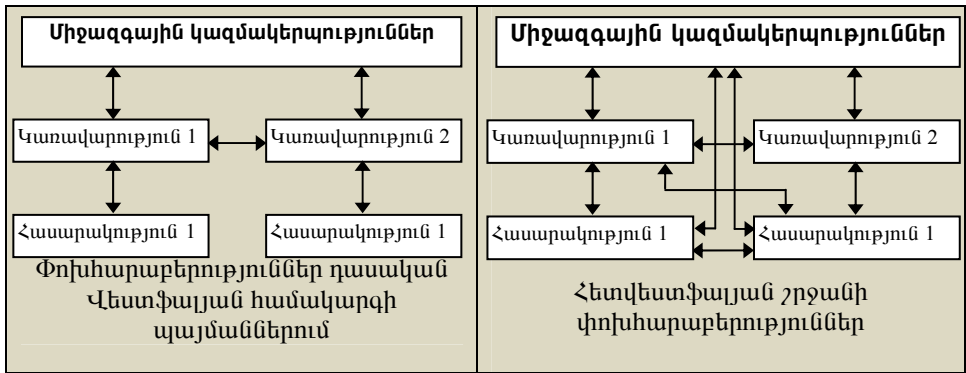 Միջազգային կազմակերպություններ
Կառավարություն 1
Կառավարություն 2
Հասարակություն 1
Հասարակություն 1
Փոխհարաբերություններ դասական
Վեստֆալյան համակարգի
պայմաններում
Միջազգային կազմակերպություններ
Կառավարություն 1
Կառավարություն 2
Հասարակություն 1
Հասարակություն 1
Հետվեստֆալյան շրջանի
փոխհարաբերություններ